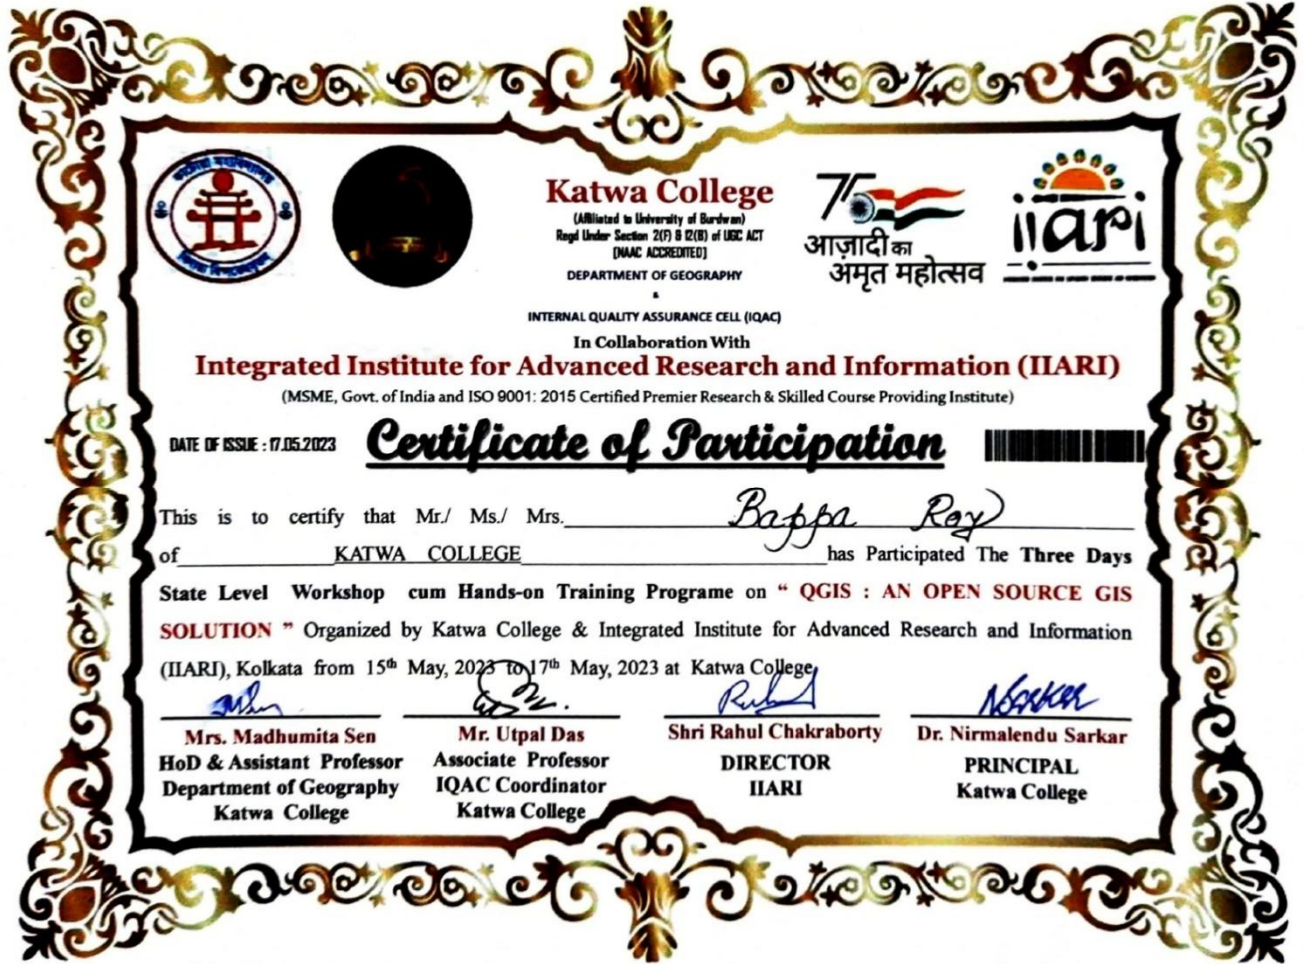 Katwa College
(Affiliated to University of Burdwan)
Regd Under Section 2(F) & 12(B) of UGC ACT
[NAAC ACCREDITED]
DEPARTMENT OF GEOGRAPHY
&
INTERNAL QUALITY ASSURANCE CELL (IQAC)
75
आज़ादी का
अमृत महोत्सव
iiari
In Collaboration With
Integrated Institute for Advanced Research and Information (IIARI)
(MSME, Govt. of India and ISO 9001: 2015 Certified Premier Research & Skilled Course Providing Institute)
DATE OF ISSUE : 17.05.2023
Certificate of Participation
This is to certify that Mr./ Ms./ Mrs. Bappa Roy
of KATWA COLLEGE has Participated The Three Days
State Level Workshop cum Hands-on Training Programe on “ QGIS : AN OPEN SOURCE GIS
SOLUTION ” Organized by Katwa College & Integrated Institute for Advanced Research and Information
(IIARI), Kolkata from 15th May, 2023 to 17th May, 2023 at Katwa College
NSarkar
Mrs. Madhumita Sen
HoD & Assistant Professor
Department of Geography
Katwa College
Mr. Utpal Das
Associate Professor
IQAC Coordinator
Katwa College
Shri Rahul Chakraborty
DIRECTOR
IIARI
Dr. Nirmalendu Sarkar
PRINCIPAL
Katwa College